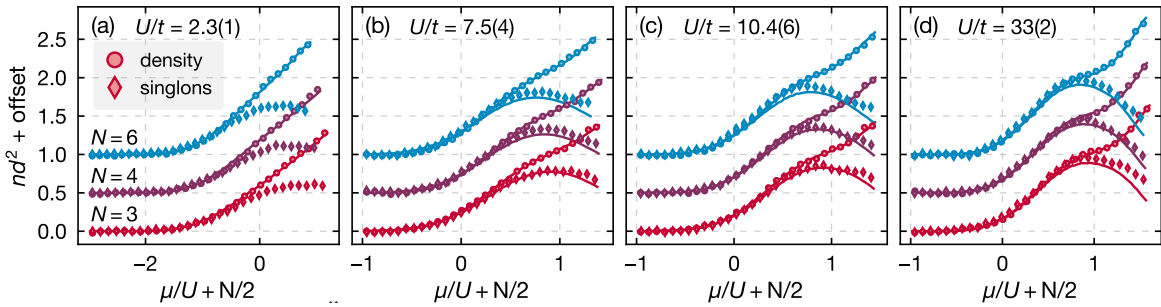 (a) U/t = 2.3(1)
(b) U/t = 7.5(4)
(c) U/t = 10.4(6)
(d) U/t = 33(2)
nd² + offset
2.5
2.0
1.5
1.0
0.5
0.0
density
singlons
N = 6
N = 4
N = 3
−2 0
−1 0 1
−1 0 1
−1 0 1
μ/U + N/2
μ/U + N/2
μ/U + N/2
μ/U + N/2